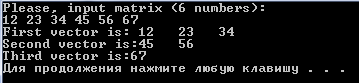 Please, input matrix (6 numbers):
12 23 34 45 56 67
First vector is: 12   23   34
Second vector is:45   56
Third vector is:67
Для продолжения нажмите любую клавишу . . .